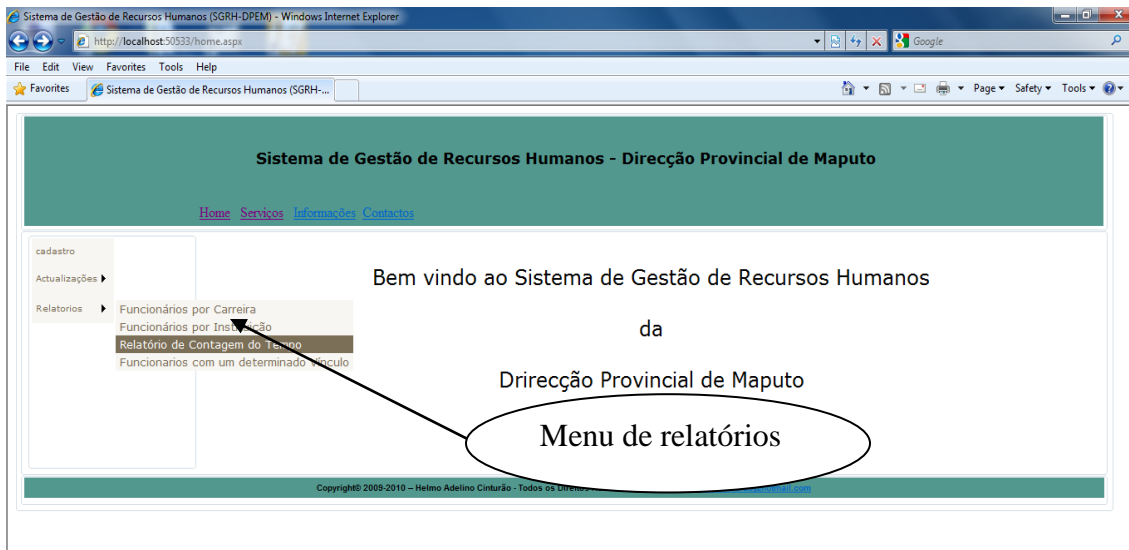 Sistema de Gestão de Recursos Humanos (SGRH-DPEM) - Windows Internet Explorer
http://localhost:50533/home.aspx
Google
File Edit View Favorites Tools Help
Favorites
Sistema de Gestão de Recursos Humanos (SGRH-...
Page Safety Tools
Sistema de Gestão de Recursos Humanos - Direcção Provincial de Maputo
Home Serviços Informações Contactos
cadastro
Actualizações
Relatorios
Funcionários por Carreira
Funcionários por Instituição
Relatório de Contagem do Tempo
Funcionarios com um determinado Vinculo
Bem vindo ao Sistema de Gestão de Recursos Humanos
da
Drirecção Provincial de Maputo
Menu de relatórios
Copyright© 2009-2010 – Helmo Adelino Cinturão - Todos os